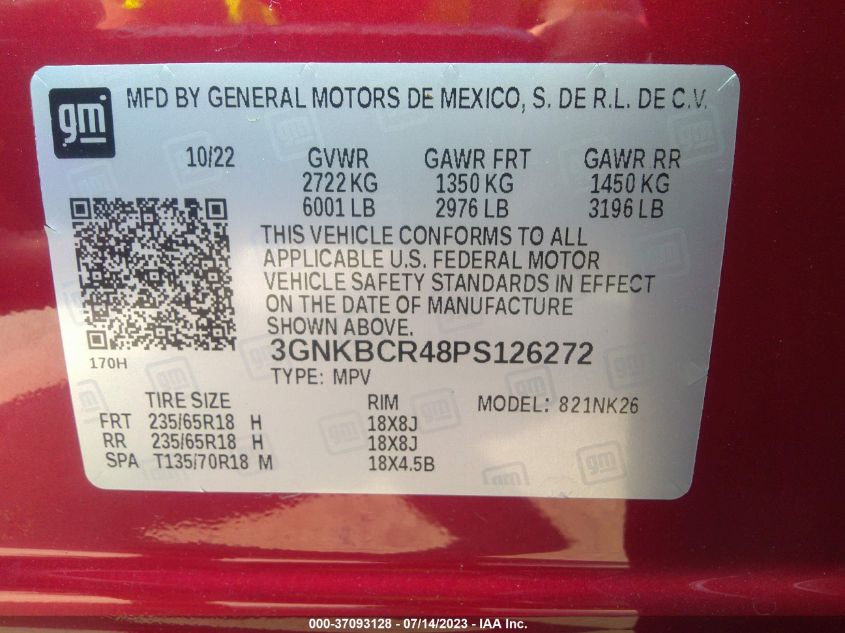 gm MFD BY GENERAL MOTORS DE MEXICO, S. DE R.L. DE C.V.
10/22 GVWR GAWR FRT GAWR RR
2722 KG 1350 KG 1450 KG
6001 LB 2976 LB 3196 LB
THIS VEHICLE CONFORMS TO ALL
APPLICABLE U.S. FEDERAL MOTOR
VEHICLE SAFETY STANDARDS IN EFFECT
ON THE DATE OF MANUFACTURE
SHOWN ABOVE.
170H 3GNKBCR48PS126272
TYPE: MPV
TIRE SIZE RIM MODEL: 821NK26
FRT 235/65R18 H 18X8J
RR 235/65R18 H 18X8J
SPA T135/70R18 M 18X4.5B
000-37093128 - 07/14/2023 - IAA Inc.